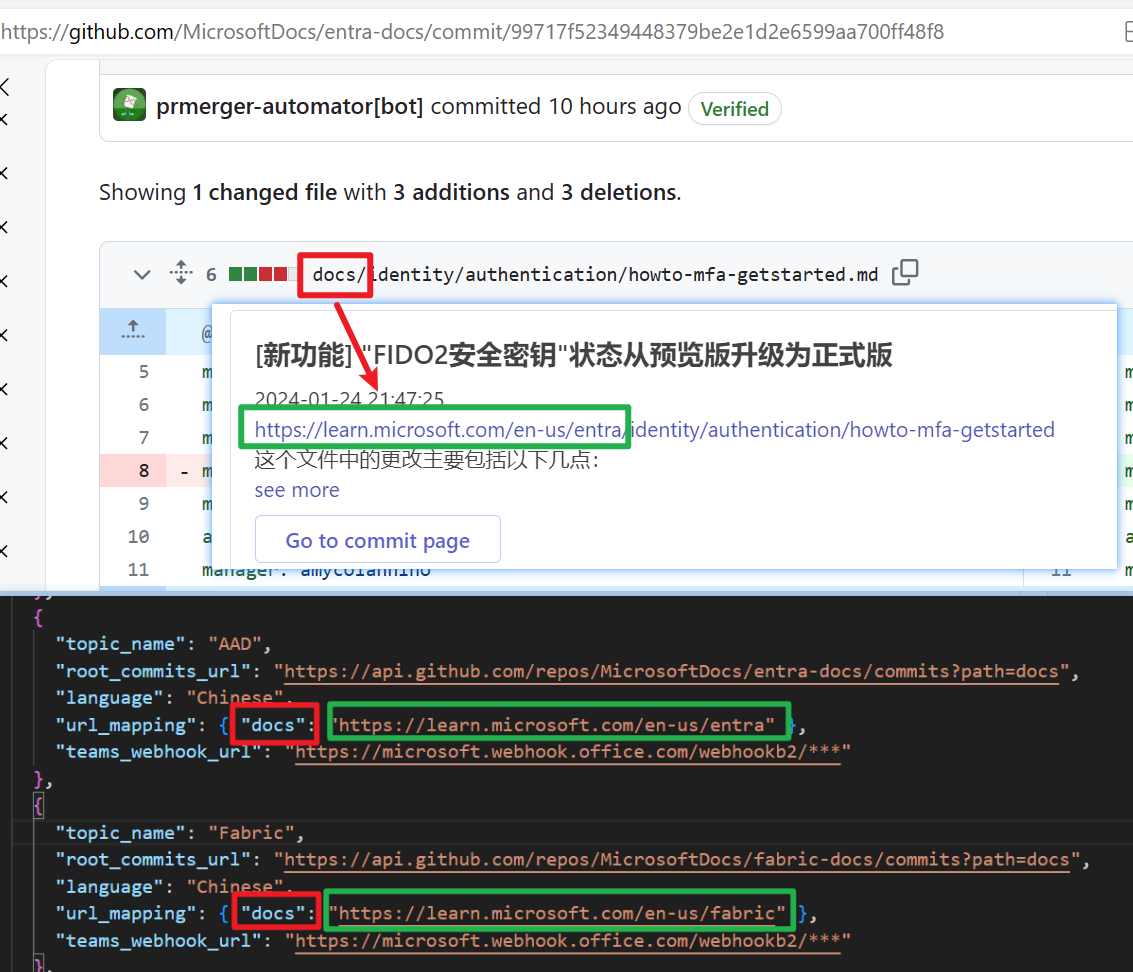 https://github.com/MicrosoftDocs/entra-docs/commit/99717f52349448379be2e1d2e6599aa700ff48f8
prmerger-automator[bot] committed 10 hours ago Verified
Showing 1 changed file with 3 additions and 3 deletions.
6 docs/identity/authentication/howto-mfa-getstarted.md
@
[新功能] "FIDO2安全密钥"状态从预览版升级为正式版
5 m
2024-01-24 21:47:25
6 m
https://learn.microsoft.com/en-us/entra/identity/authentication/howto-mfa-getstarted
7 m
这个文件中的更改主要包括以下几点：
8 - m
see more
9 m
10 a
Go to commit page
11 manager: amycolannino
11
},
{
"topic_name": "AAD",
"root_commits_url": "https://api.github.com/repos/MicrosoftDocs/entra-docs/commits?path=docs",
"language": "Chinese",
"url_mapping": { "docs": "https://learn.microsoft.com/en-us/entra" },
"teams_webhook_url": "https://microsoft.webhook.office.com/webhookb2/***"
},
{
"topic_name": "Fabric",
"root_commits_url": "https://api.github.com/repos/MicrosoftDocs/fabric-docs/commits?path=docs",
"language": "Chinese",
"url_mapping": { "docs": "https://learn.microsoft.com/en-us/fabric" },
"teams_webhook_url": "https://microsoft.webhook.office.com/webhookb2/***"
},